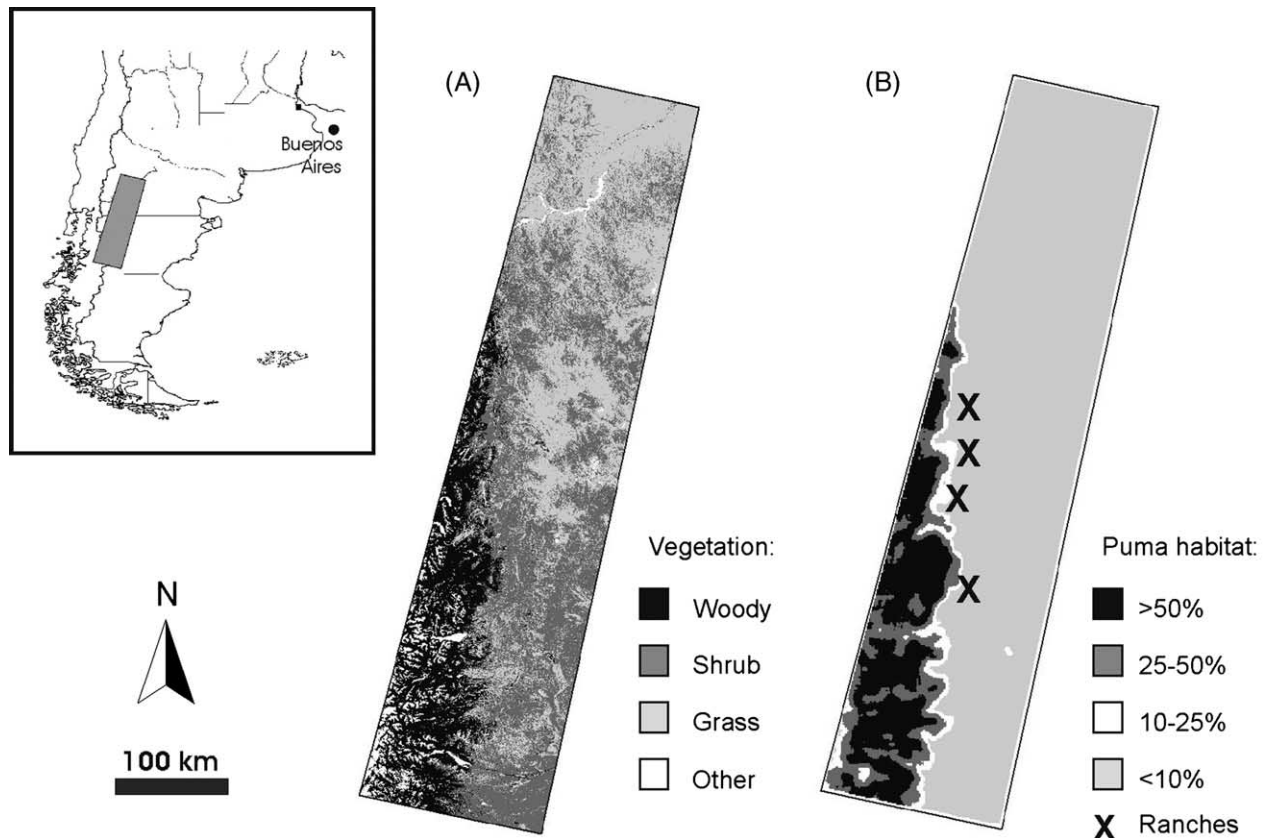 Buenos
Aires
(A)
(B)
N
100 km
Vegetation:
Woody
Shrub
Grass
Other
X
X
X
X
Puma habitat:
>50%
25-50%
10-25%
<10%
X Ranches